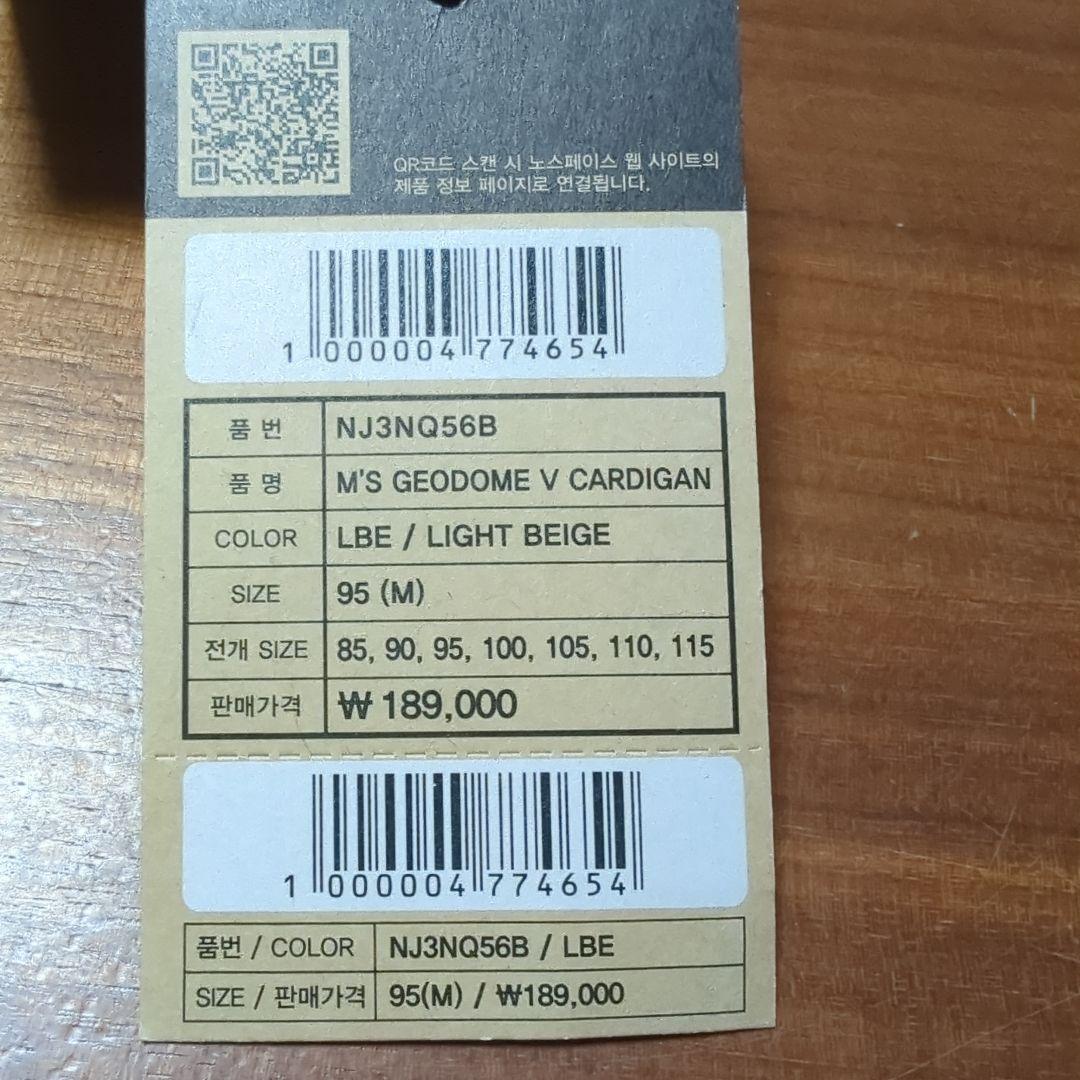 QR코드 스캔 시 노스페이스 웹 사이트의
제품 정보 페이지로 연결됩니다.
1 000004 774654
품 번 NJ3NQ56B
품 명 M'S GEODOME V CARDIGAN
COLOR LBE / LIGHT BEIGE
SIZE 95 (M)
전개 SIZE 85, 90, 95, 100, 105, 110, 115
판매가격 ₩ 189,000
1 000004 774654
품번 / COLOR NJ3NQ56B / LBE
SIZE / 판매가격 95(M) / ₩189,000